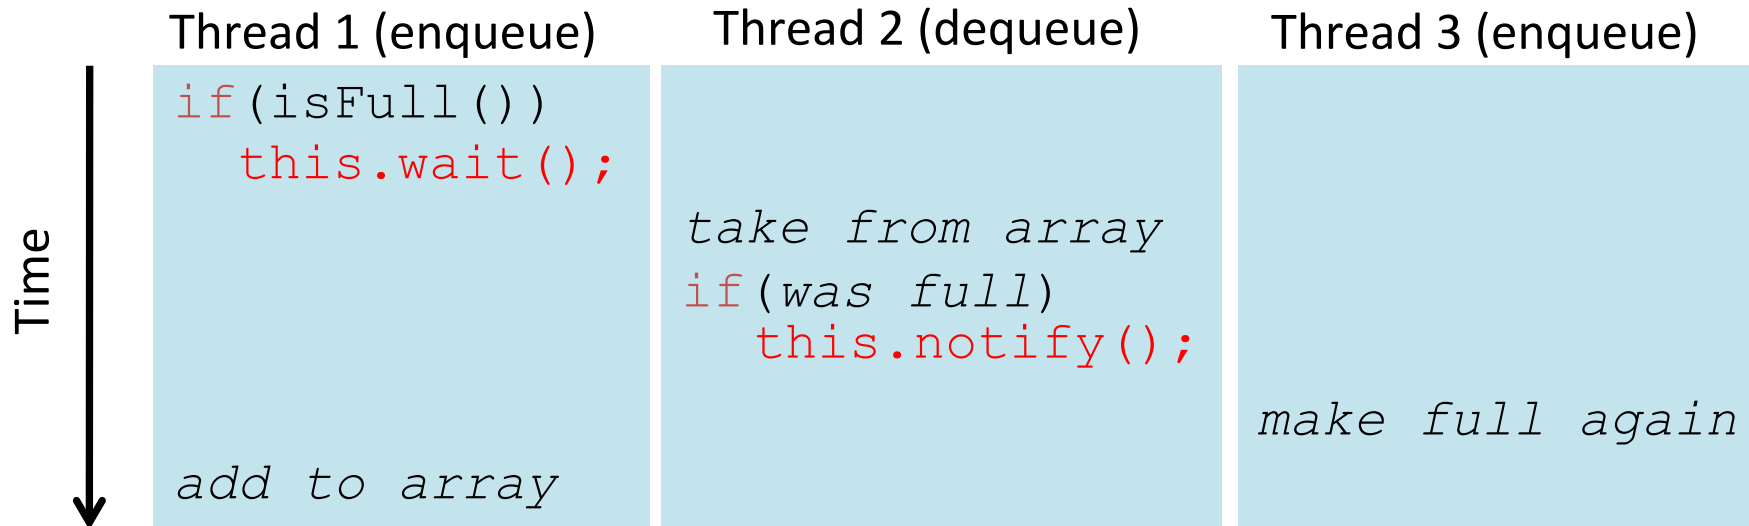 Thread 1 (enqueue)
Thread 2 (dequeue)
Thread 3 (enqueue)
Time
if(isFull())
this.wait();
take from array
if(was full)
this.notify();
make full again
add to array